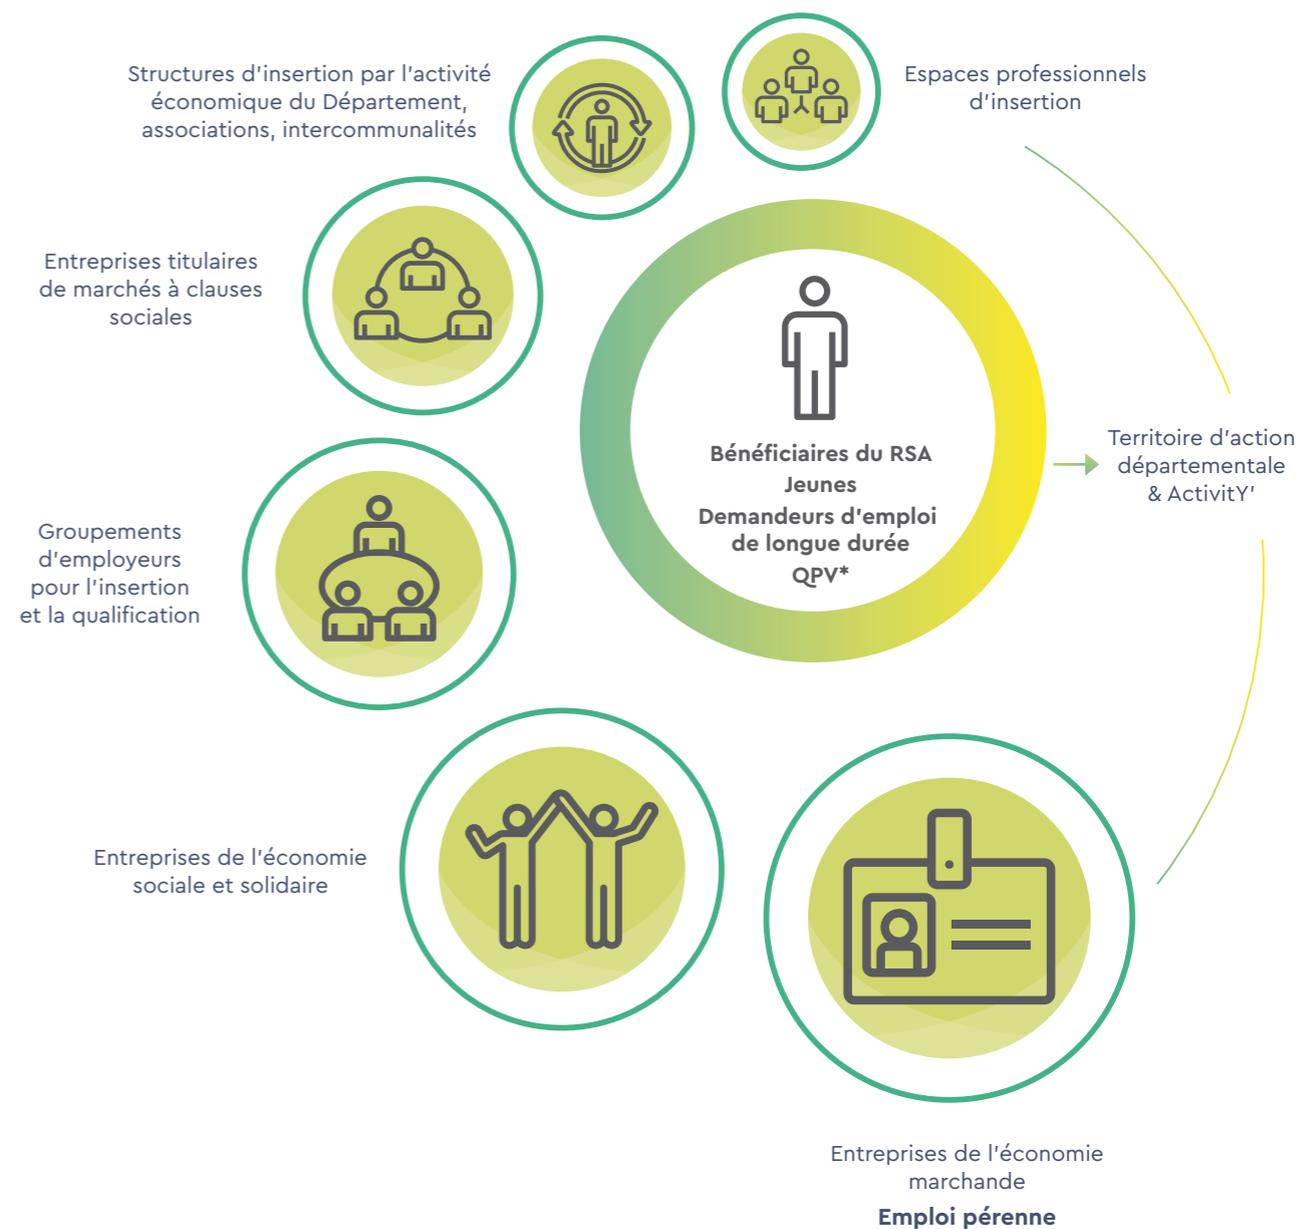 Structures d'insertion par l'activité
économique du Département,
associations, intercommunalités
Espaces professionnels
d'insertion
Entreprises titulaires
de marchés à clauses
sociales
Bénéficiaires du RSA
Jeunes
Demandeurs d'emploi
de longue durée
QPV*
Territoire d'action
départementale
& ActivitY'
Groupements
d'employeurs
pour l'insertion
et la qualification
Entreprises de l'économie
sociale et solidaire
Entreprises de l'économie
marchande
Emploi pérenne